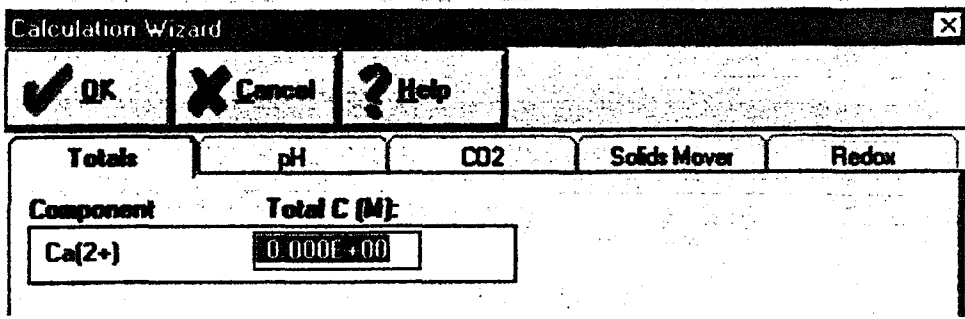 Calculation Wizard
OK Cancel Help
Totals pH CO2 Solids Mover Redox
Component Total C (M):
Ca(2+) 0.000E+00